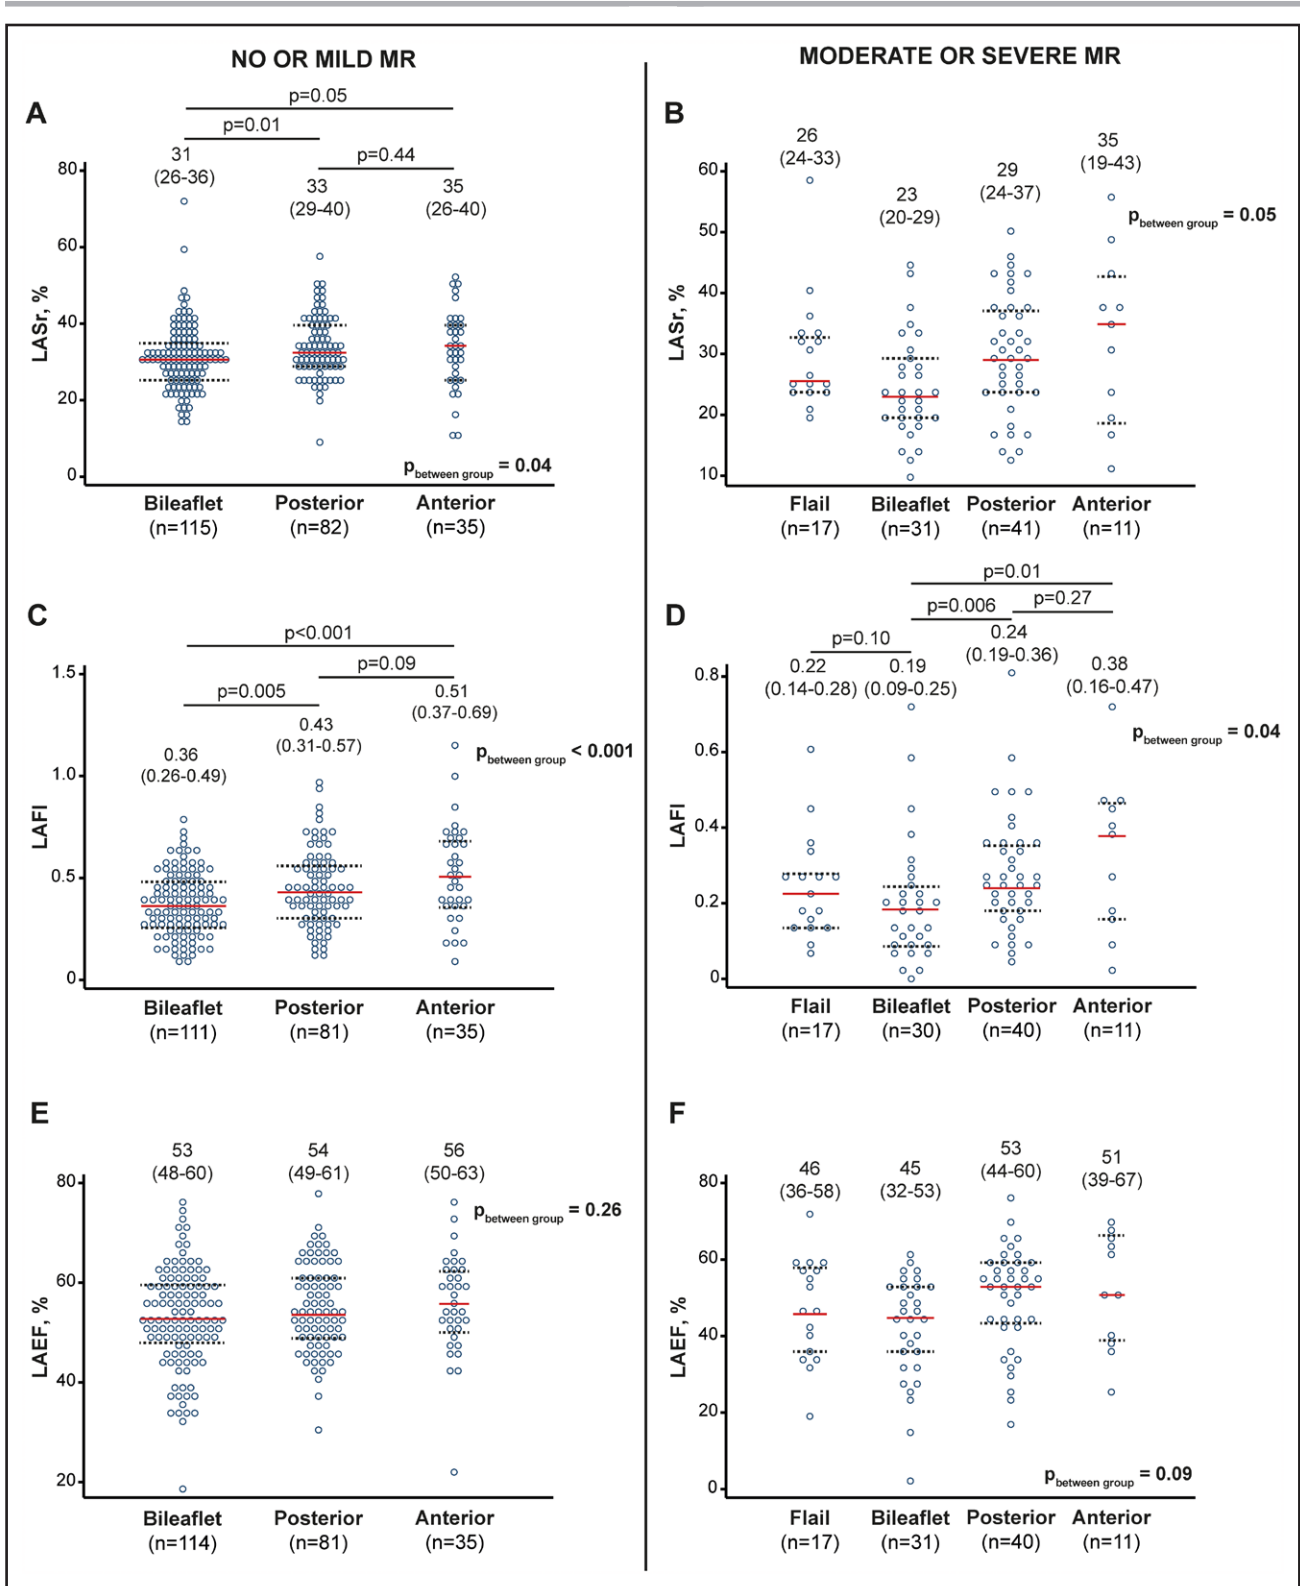 NO OR MILD MR
MODERATE OR SEVERE MR
A
p=0.05
p=0.01
p=0.44
31
(26-36)
33
(29-40)
35
(26-40)
80
60
40
20
0
LASr, %
p between group = 0.04
Bileaflet
(n=115)
Posterior
(n=82)
Anterior
(n=35)
B
26
(24-33)
23
(20-29)
29
(24-37)
35
(19-43)
p between group = 0.05
60
50
40
30
20
10
LASr, %
Flail
(n=17)
Bileaflet
(n=31)
Posterior
(n=41)
Anterior
(n=11)
C
p<0.001
p=0.09
p=0.005
0.36
(0.26-0.49)
0.43
(0.31-0.57)
0.51
(0.37-0.69)
p between group < 0.001
1.5
1.0
0.5
0
LAFI
Bileaflet
(n=111)
Posterior
(n=81)
Anterior
(n=35)
D
p=0.01
p=0.006
p=0.27
p=0.10
0.22
(0.14-0.28)
0.19
(0.09-0.25)
0.24
(0.19-0.36)
0.38
(0.16-0.47)
p between group = 0.04
0.8
0.6
0.4
0.2
0
LAFI
Flail
(n=17)
Bileaflet
(n=30)
Posterior
(n=40)
Anterior
(n=11)
E
53
(48-60)
54
(49-61)
56
(50-63)
p between group = 0.26
80
60
40
20
LAEF, %
Bileaflet
(n=114)
Posterior
(n=81)
Anterior
(n=35)
F
46
(36-58)
45
(32-53)
53
(44-60)
51
(39-67)
80
60
40
20
0
LAEF, %
p between group = 0.09
Flail
(n=17)
Bileaflet
(n=31)
Posterior
(n=40)
Anterior
(n=11)